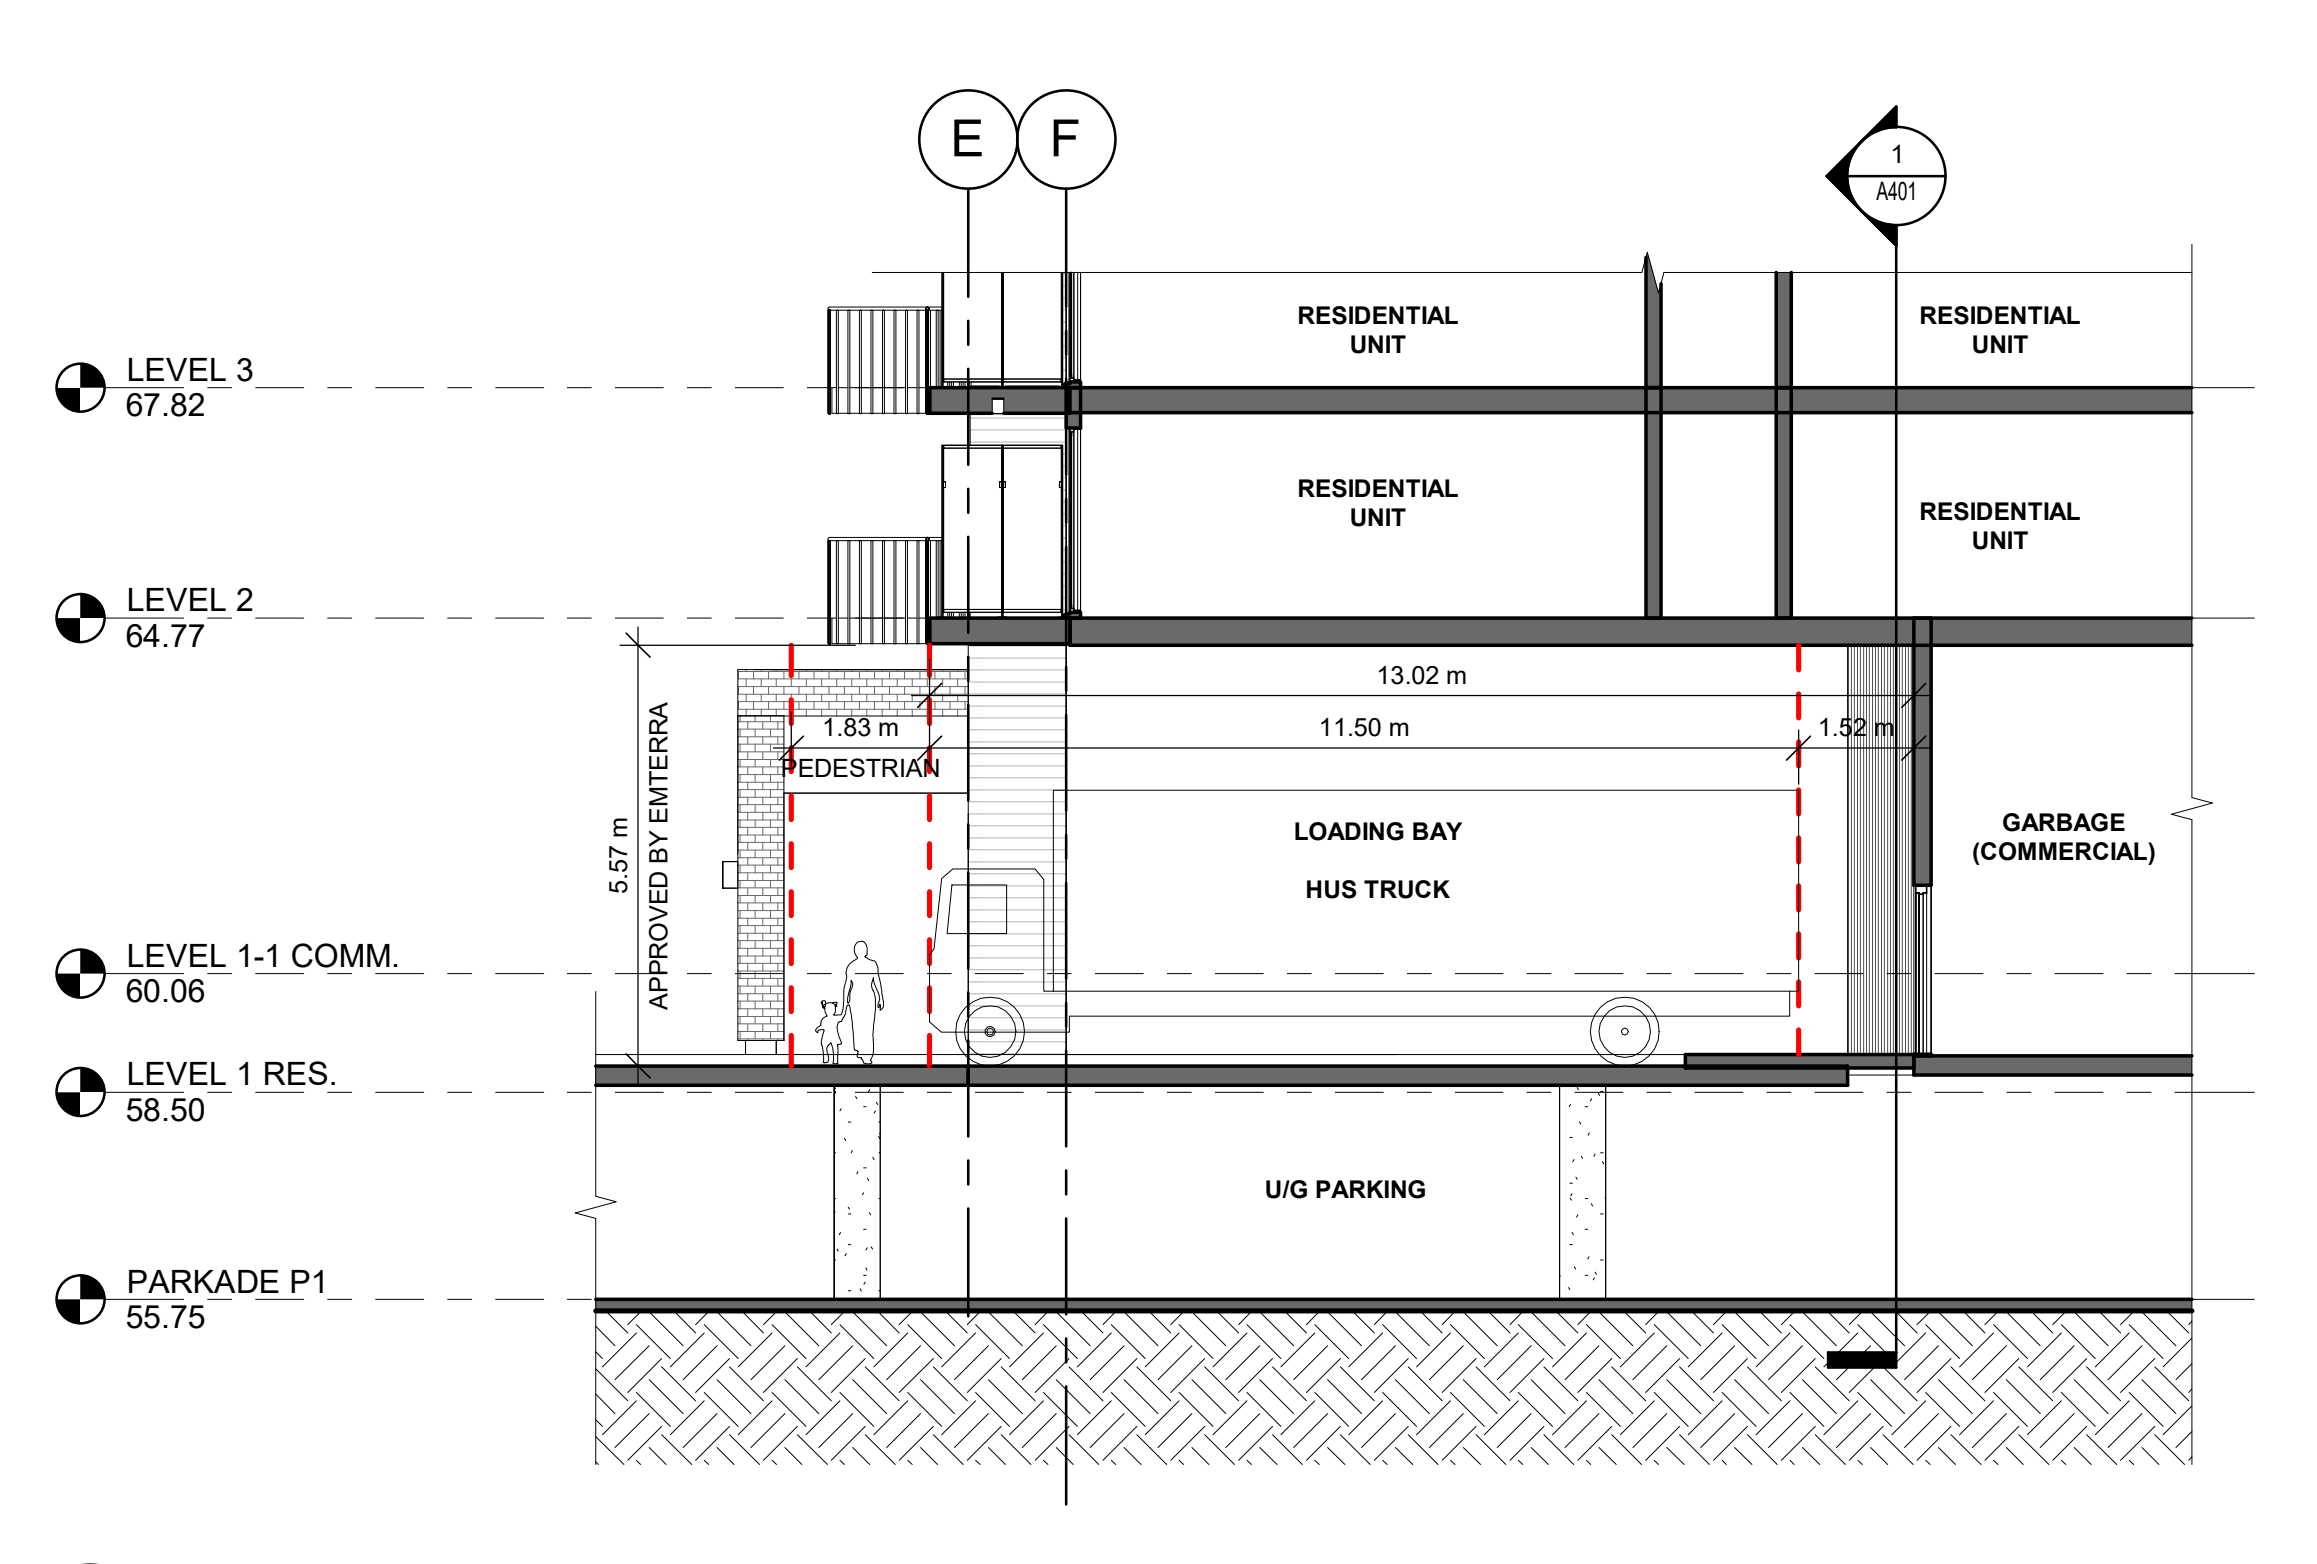 E
F
1
A401
RESIDENTIAL
UNIT
RESIDENTIAL
UNIT
LEVEL 3
67.82
RESIDENTIAL
UNIT
RESIDENTIAL
UNIT
LEVEL 2
64.77
13.02 m
1.83 m
11.50 m
1.52 m
PEDESTRIAN
5.57 m
APPROVED BY EMTERRA
LOADING BAY
HUS TRUCK
GARBAGE
(COMMERCIAL)
LEVEL 1-1 COMM.
60.06
LEVEL 1 RES.
58.50
U/G PARKING
PARKADE P1
55.75